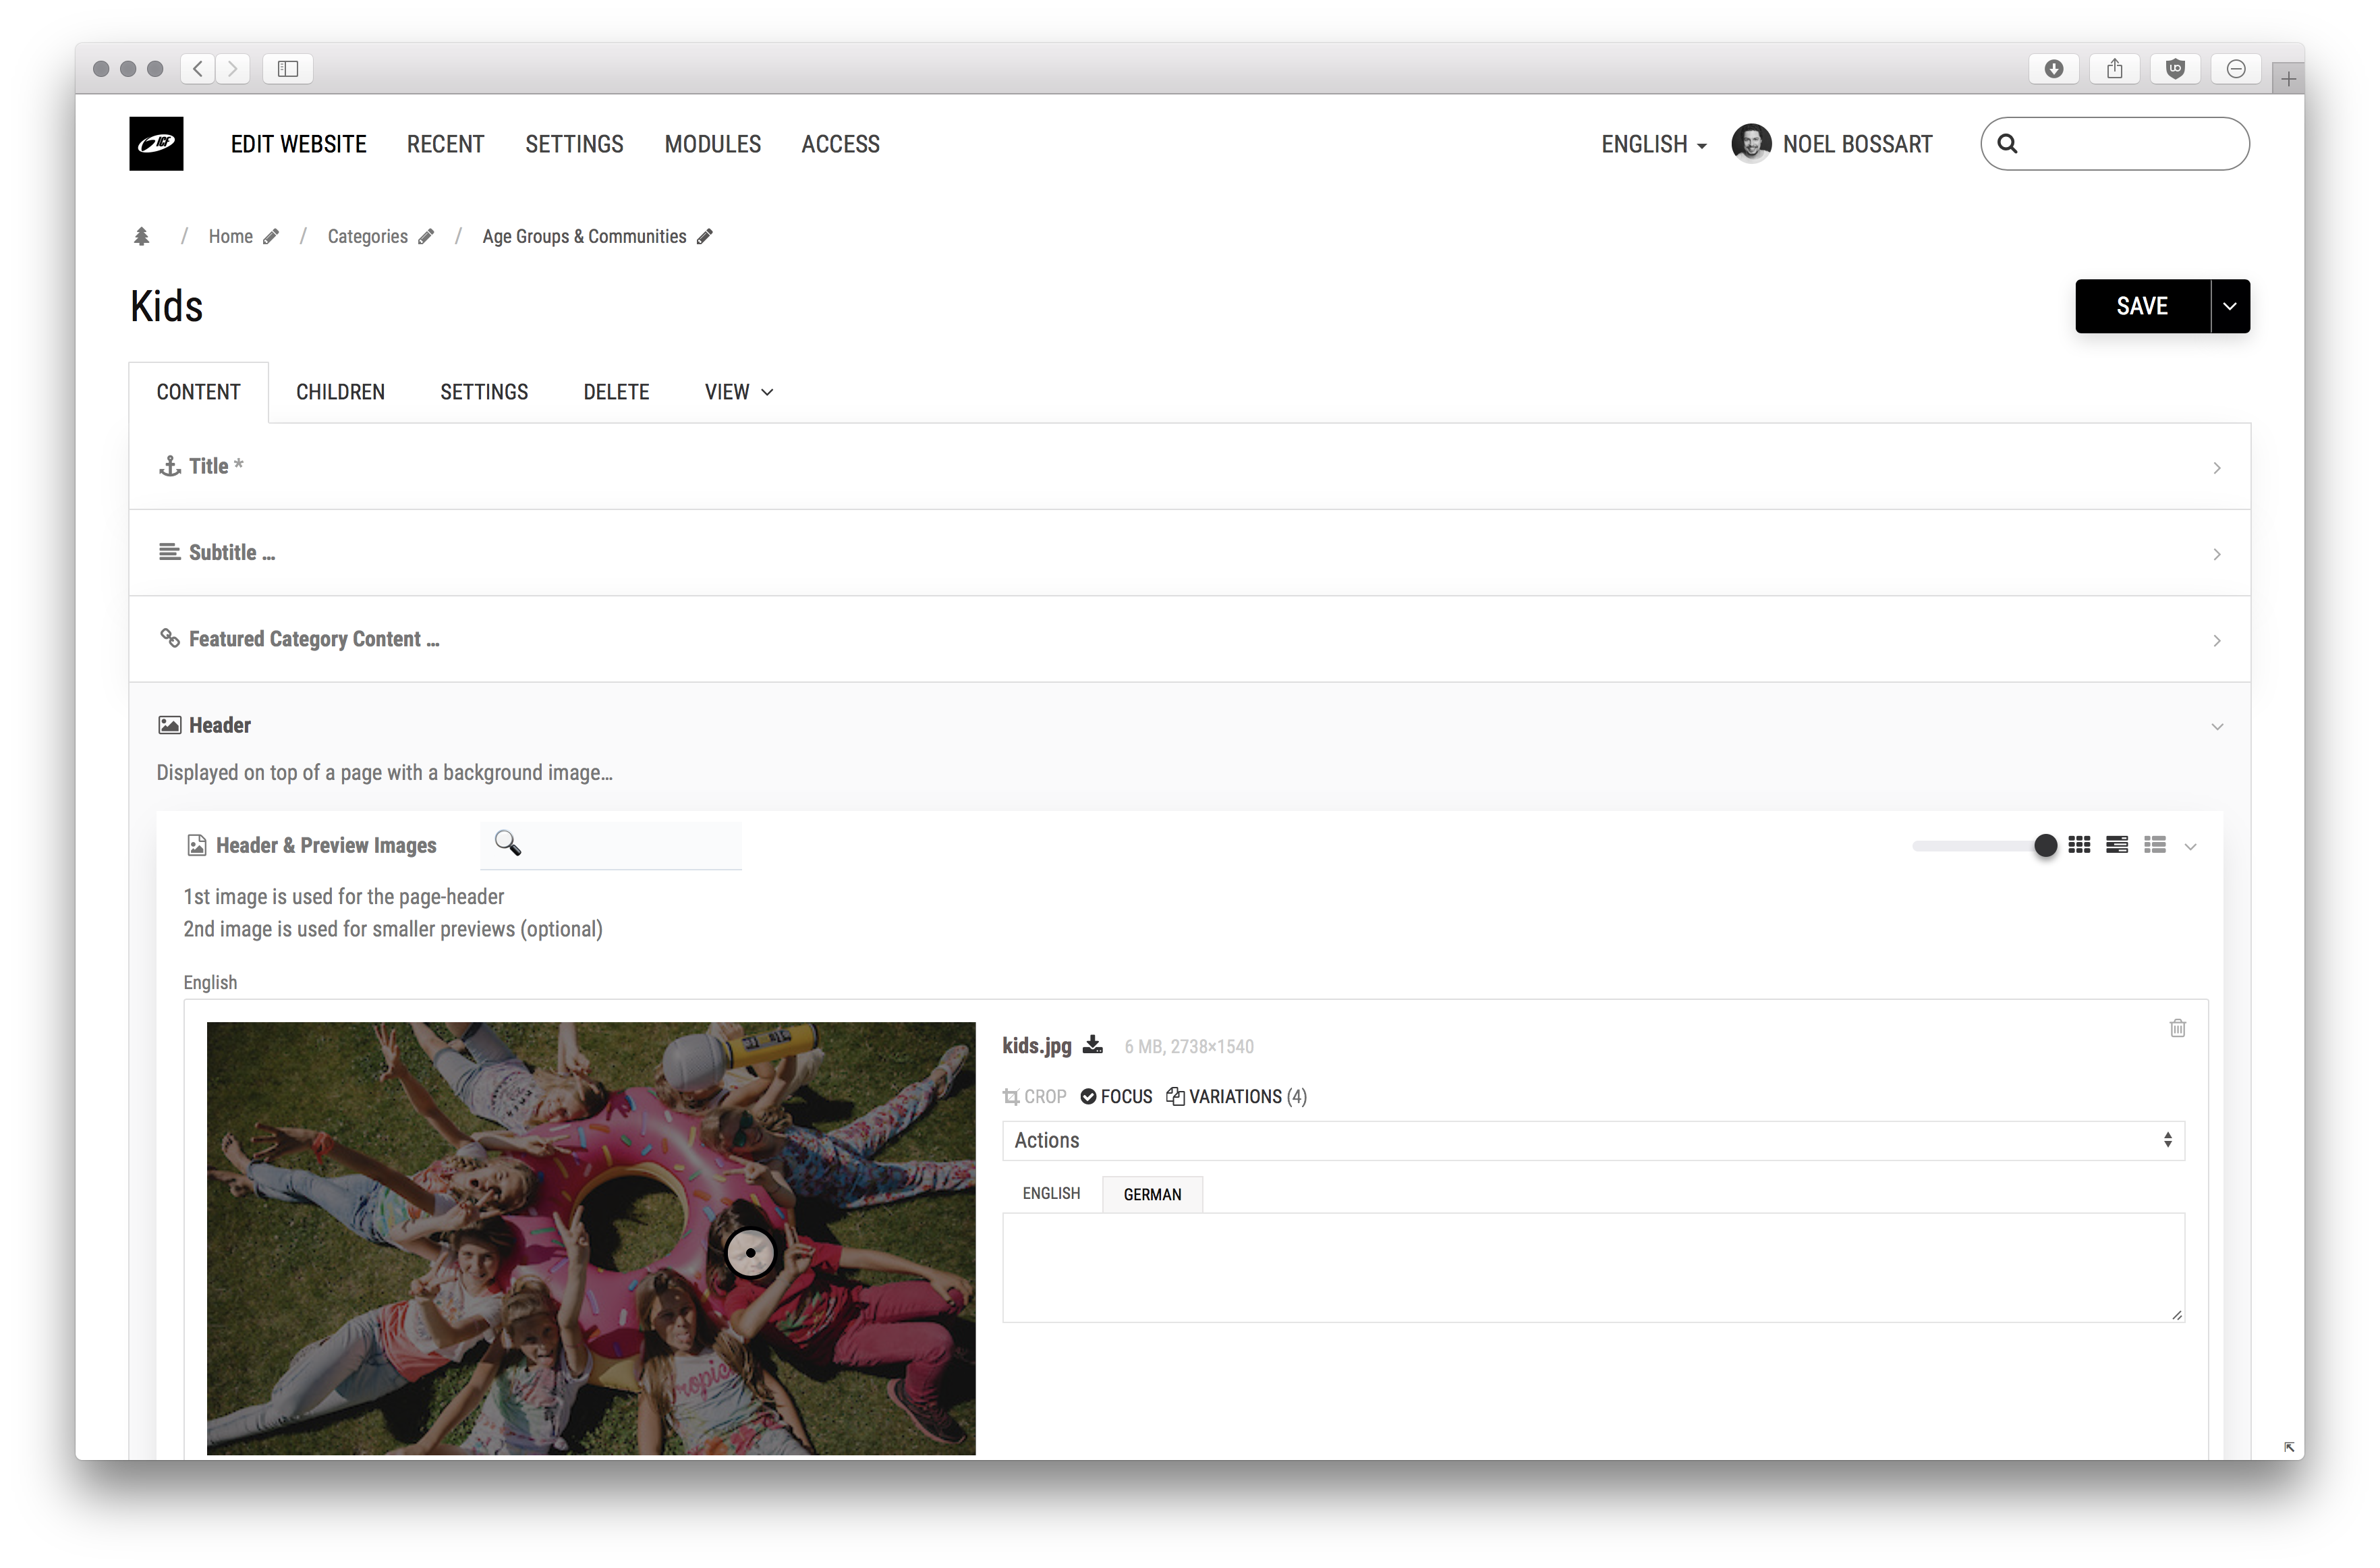 ICF
EDIT WEBSITE RECENT SETTINGS MODULES ACCESS ENGLISH NOEL BOSSART
/ Home / Categories / Age Groups & Communities
Kids
SAVE
CONTENT CHILDREN SETTINGS DELETE VIEW
Title *
Subtitle ...
Featured Category Content ...
Header
Displayed on top of a page with a background image...
Header & Preview Images
1st image is used for the page-header
2nd image is used for smaller previews (optional)
English
kids.jpg 6 MB, 2738×1540
CROP FOCUS VARIATIONS (4)
Actions
ENGLISH GERMAN
Tropical